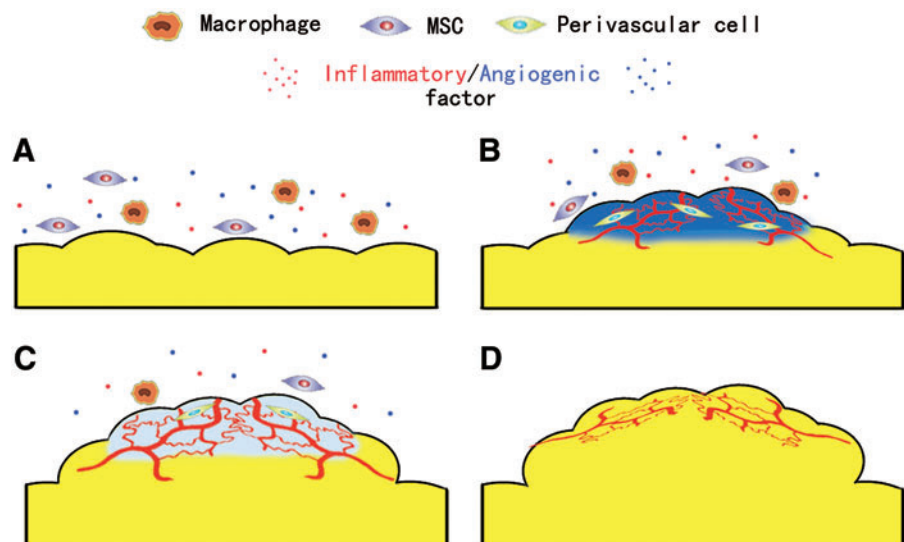 Macrophage MSC Perivascular cell
Inflammatory/Angiogenic
factor
A
B
C
D